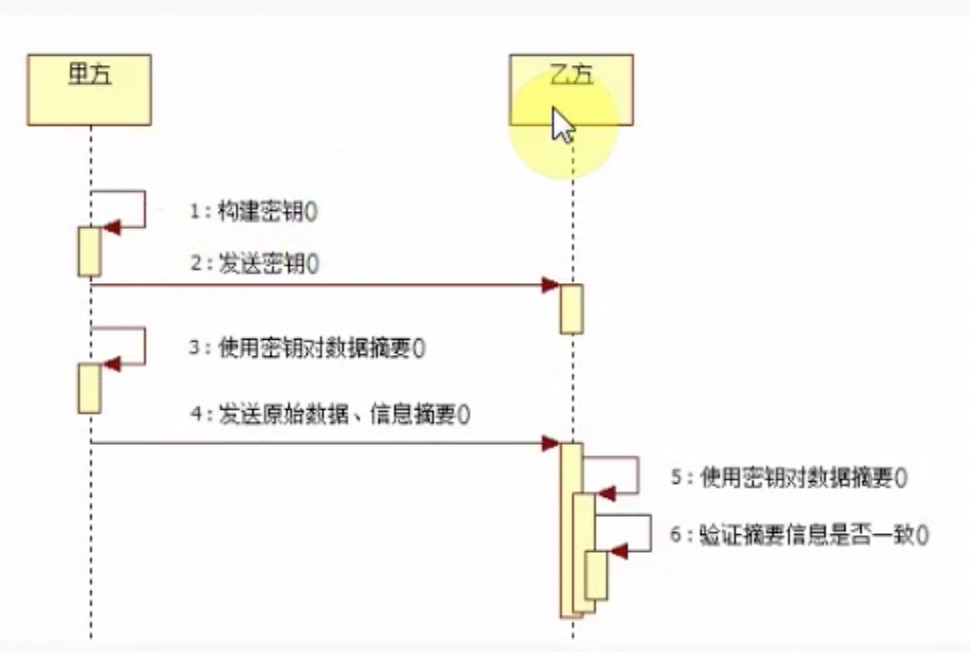 甲方
乙方
1：构建密钥()
2：发送密钥()
3：使用密钥对数据摘要()
4：发送原始数据、信息摘要()
5：使用密钥对数据摘要()
6：验证摘要信息是否一致()